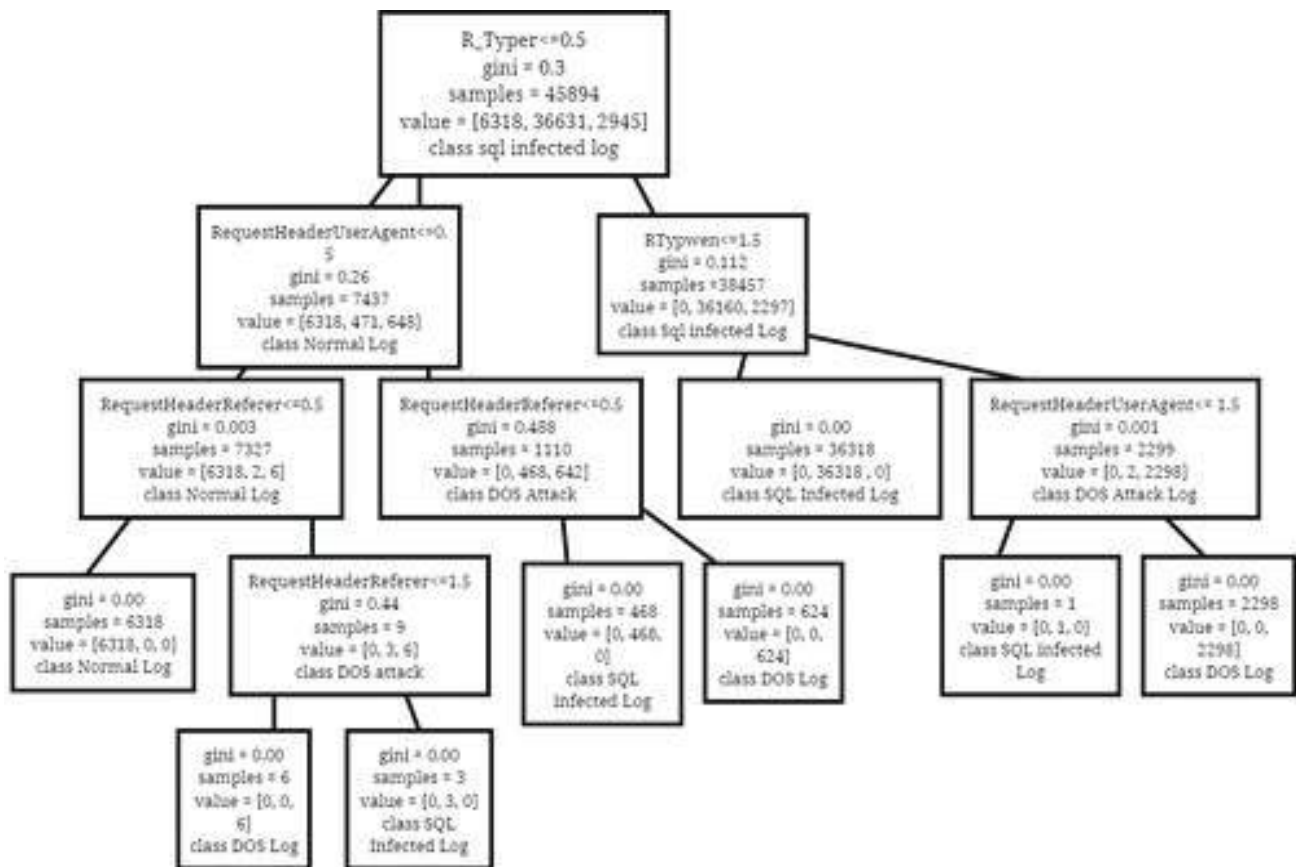 R_Typer<=0.5
gini = 0.3
samples = 45894
value = [6318, 36631, 2945]
class sql infected log
RequestHeaderUserAgent<=0.
5
gini = 0.26
samples = 7437
value = [6318, 471, 648]
class Normal Log
RTypwen<=1.5
gini = 0.112
samples =38457
value = [0, 36160, 2297]
class Sql infected Log
RequestHeaderReferer<=0.5
gini = 0.003
samples = 7327
value = [6318, 2, 6]
class Normal Log
RequestHeaderReferer<=0.5
gini = 0.488
samples = 1110
value = [0, 468, 642]
class DOS Attack
gini = 0.00
samples = 36318
value = [0, 36318 , 0]
class SQL Infected Log
RequestHeaderUserAgent<= 1.5
gini = 0.001
samples = 2299
value = [0, 2, 2298]
class DOS Attack Log
gini = 0.00
samples = 6318
value = [6318, 0, 0]
class Normal Log
RequestHeaderReferer<=1.5
gini = 0.44
samples = 9
value = [0, 3, 6]
class DOS attack
gini = 0.00
samples = 468
value = [0, 468,
0]
class SQL
Infected Log
gini = 0.00
samples = 624
value = [0, 0,
624]
class DOS Log
gini = 0.00
samples = 1
value = [0, 1, 0]
class SQL infected
Log
gini = 0.00
samples = 2298
value = [0, 0,
2298]
class DOS Log
gini = 0.00
samples = 6
value = [0, 0,
6]
class DOS Log
gini = 0.00
samples = 3
value = [0, 3, 0]
class SQL
Infected Log